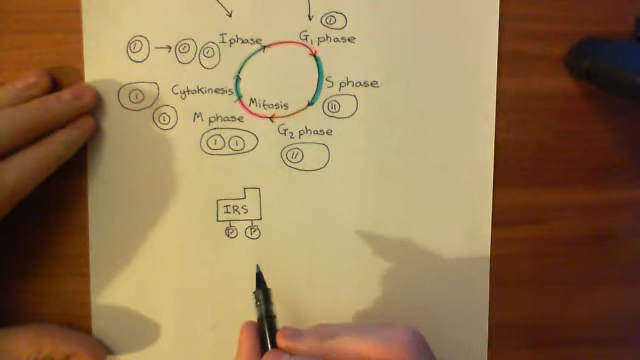 I phase
G₁ phase
S phase
Cytokinesis
Mitosis
M phase
G₂ phase
IRS
P P